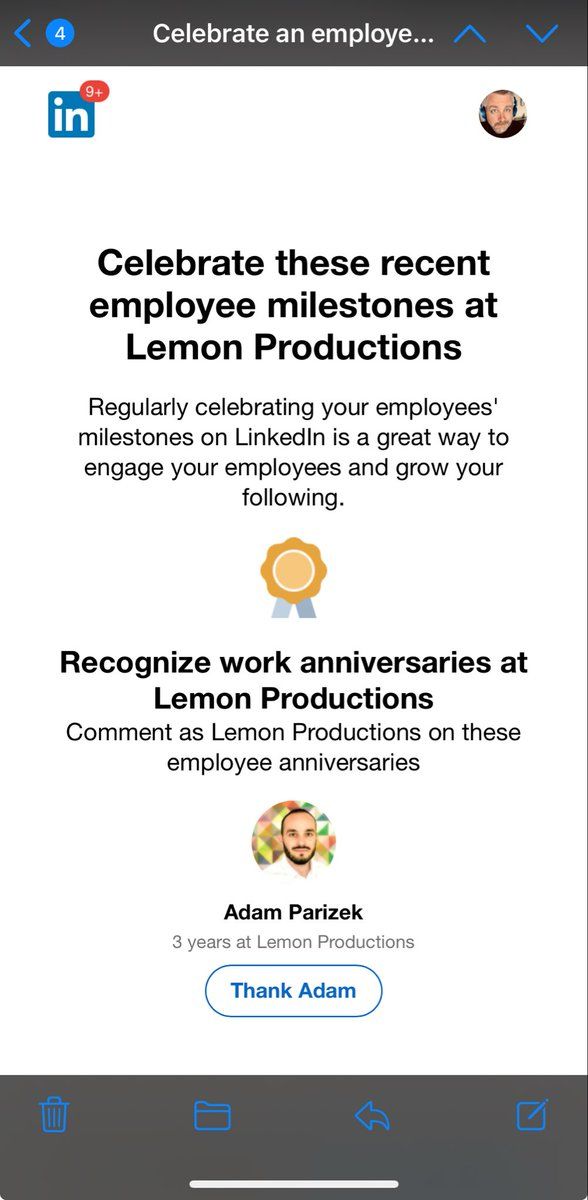 4
Celebrate an employe...
in
9+
Celebrate these recent
employee milestones at
Lemon Productions
Regularly celebrating your employees'
milestones on LinkedIn is a great way to
engage your employees and grow your
following.
Recognize work anniversaries at
Lemon Productions
Comment as Lemon Productions on these
employee anniversaries
Adam Parizek
3 years at Lemon Productions
Thank Adam